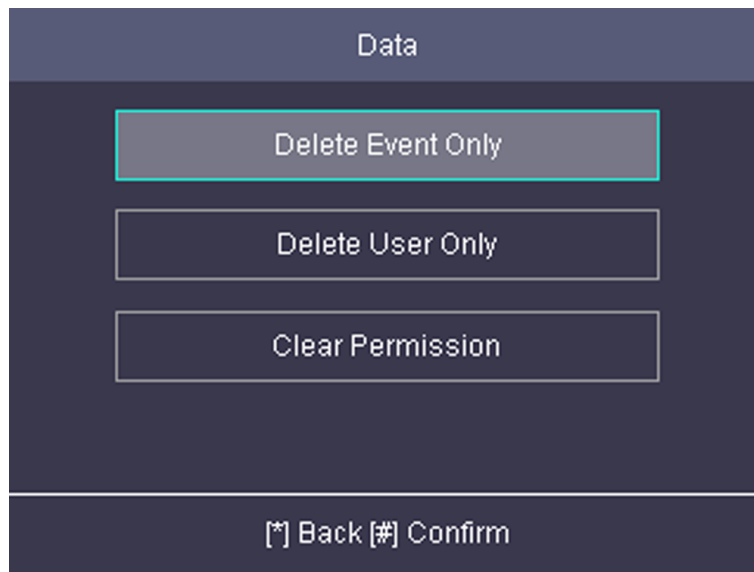 Data
Delete Event Only
Delete User Only
Clear Permission
[*] Back [#] Confirm